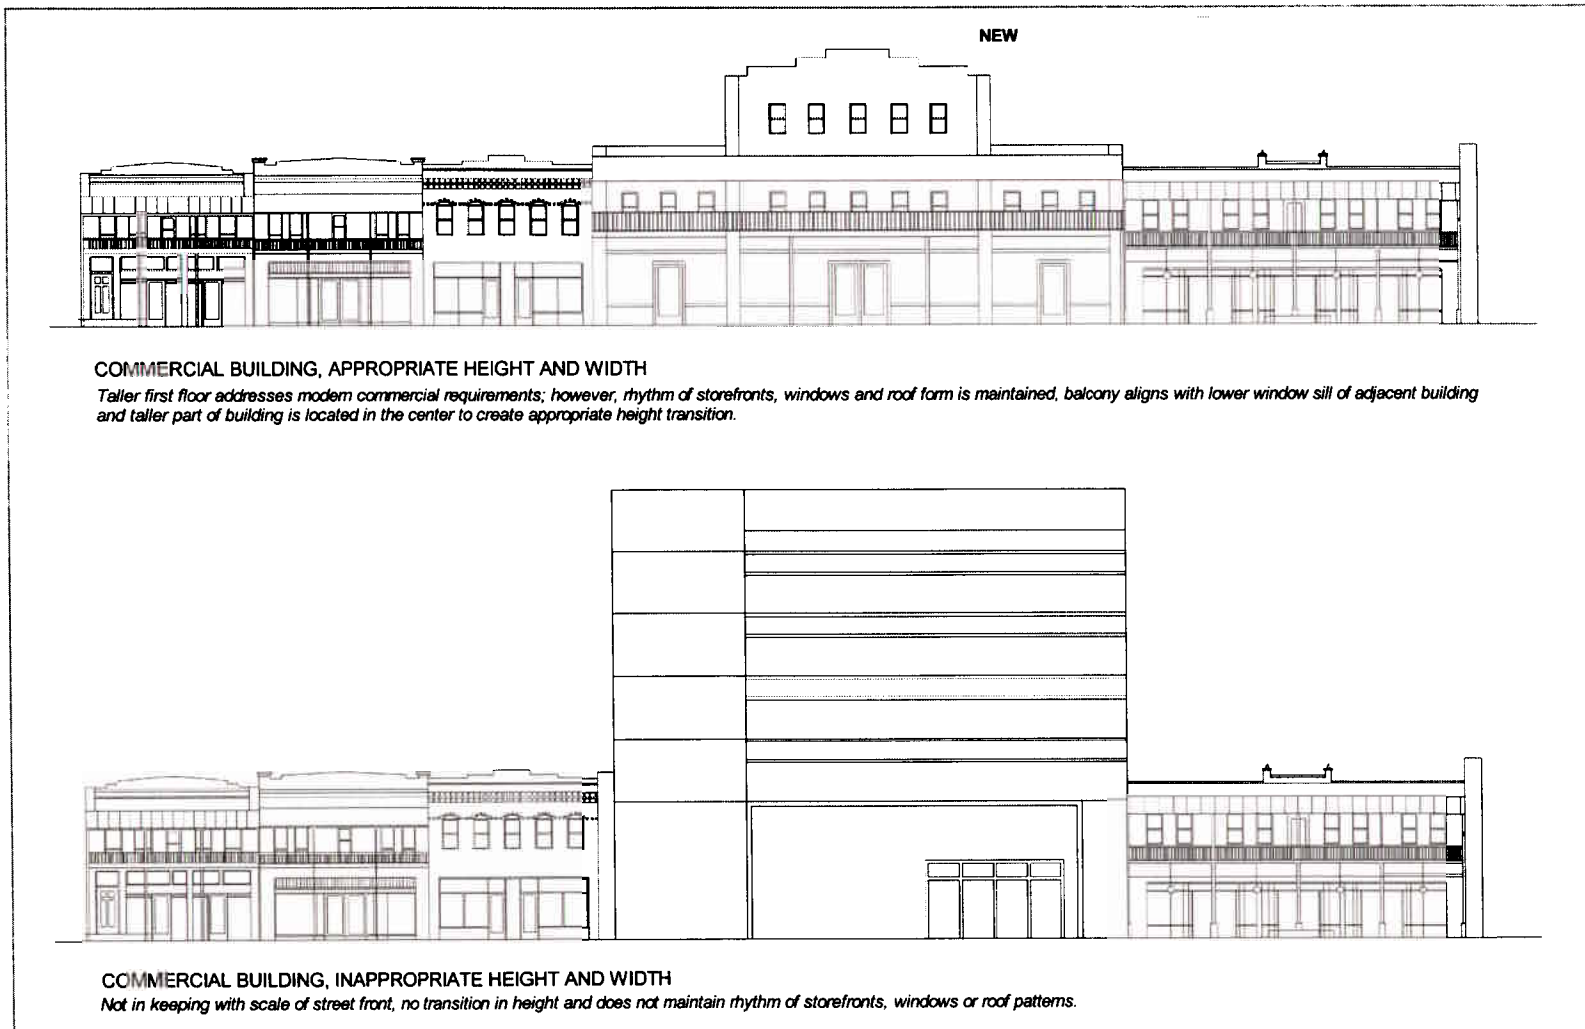 NEW
COMMERCIAL BUILDING, APPROPRIATE HEIGHT AND WIDTH
Taller first floor addresses modern commercial requirements; however, rhythm of storefronts, windows and roof form is maintained, balcony aligns with lower window sill of adjacent building
and taller part of building is located in the center to create appropriate height transition.
COMMERCIAL BUILDING, INAPPROPRIATE HEIGHT AND WIDTH
Not in keeping with scale of street front, no transition in height and does not maintain rhythm of storefronts, windows or roof patterns.